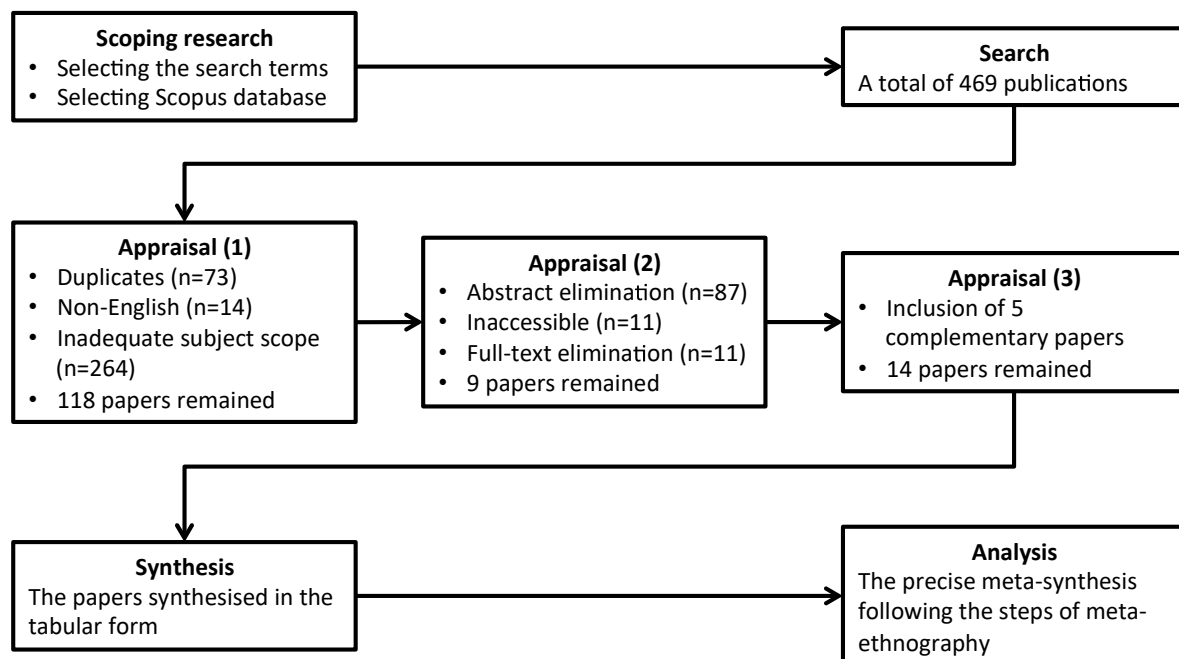 Scoping research
• Selecting the search terms
• Selecting Scopus database
Search
A total of 469 publications
Appraisal (1)
• Duplicates (n=73)
• Non-English (n=14)
• Inadequate subject scope
(n=264)
• 118 papers remained
Appraisal (2)
• Abstract elimination (n=87)
• Inaccessible (n=11)
• Full-text elimination (n=11)
• 9 papers remained
Appraisal (3)
• Inclusion of 5
complementary papers
• 14 papers remained
Synthesis
The papers synthesised in the
tabular form
Analysis
The precise meta-synthesis
following the steps of meta-
ethnography